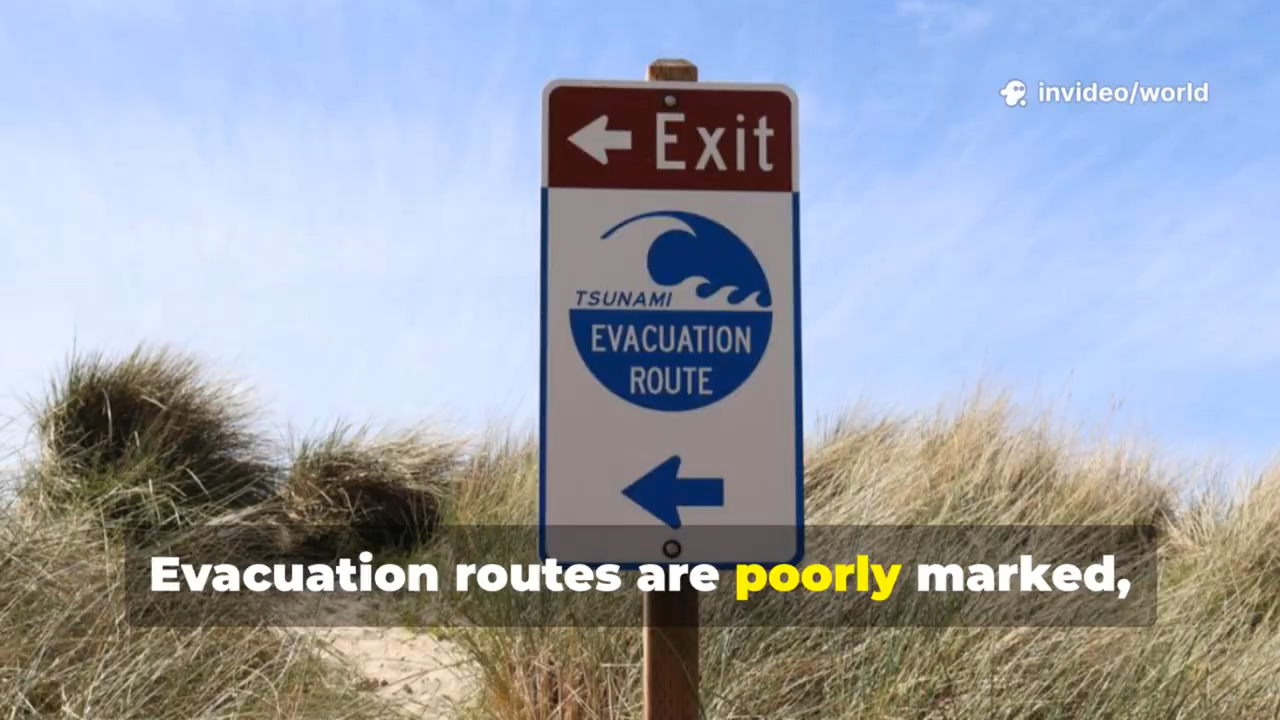 Exit
invideo/world
TSUNAMI
EVACUATION
ROUTE
Evacuation routes are poorly marked,